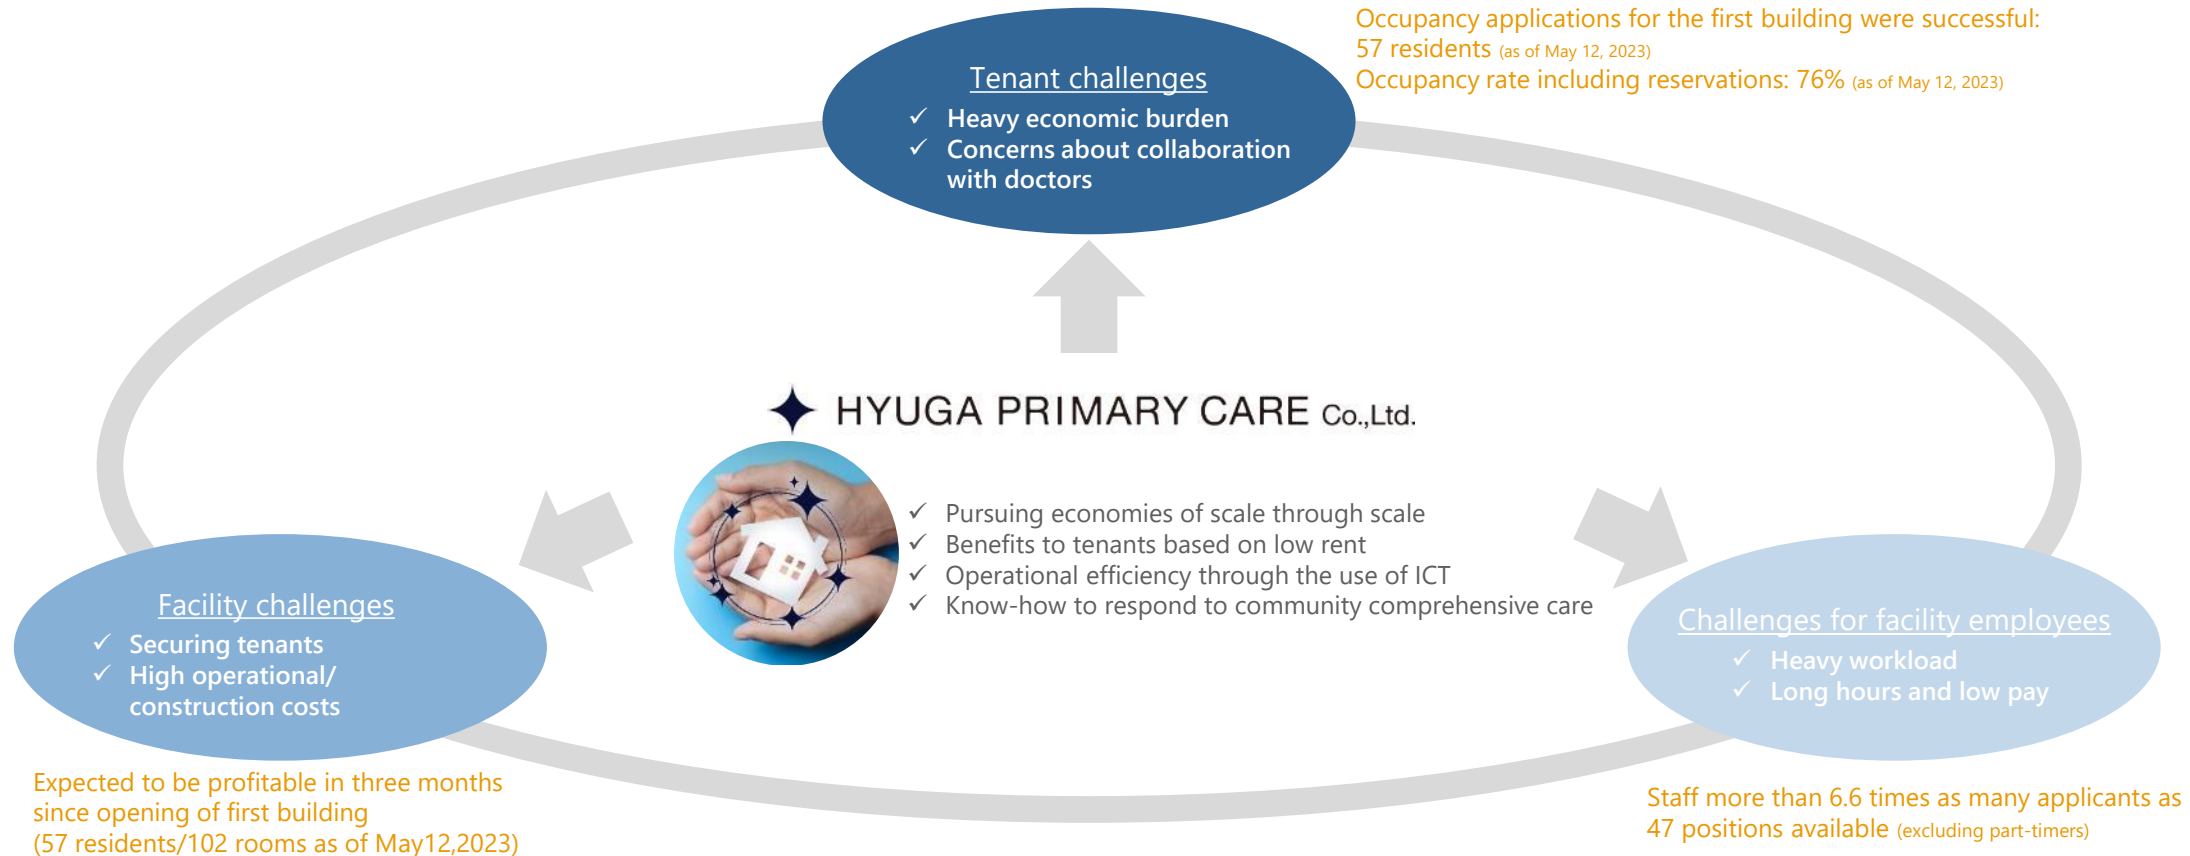 Occupancy applications for the first building were successful:
57 residents (as of May 12, 2023)
Occupancy rate including reservations: 76% (as of May 12, 2023)
Tenant challenges
✓ Heavy economic burden
✓ Concerns about collaboration
with doctors
HYUGA PRIMARY CARE Co.,Ltd.
✓ Pursuing economies of scale through scale
✓ Benefits to tenants based on low rent
✓ Operational efficiency through the use of ICT
✓ Know-how to respond to community comprehensive care
Facility challenges
✓ Securing tenants
✓ High operational/
construction costs
Expected to be profitable in three months
since opening of first building
(57 residents/102 rooms as of May12,2023)
Challenges for facility employees
✓ Heavy workload
✓ Long hours and low pay
Staff more than 6.6 times as many applicants as
47 positions available (excluding part-timers)